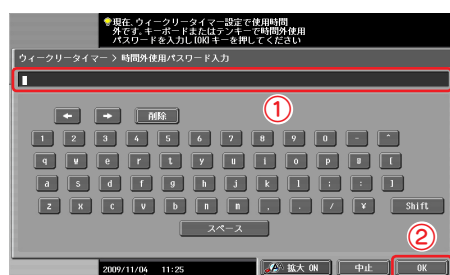 現在、ウィークリータイマー設定で使用時間
外です。キーボードまたはテンキーで時間外使用
パスワードを入力し[OK]キーを押してください
ウィークリータイマー > 時間外使用パスワード入力
← → 削除 ①
1 2 3 4 5 6 7 8 9 0 - ^
q w e r t y u i o p @ [
a s d f g h j k l ; : ]
z x c v b n m , . / ¥ Shift
スペース ②
2009/11/04 11:25 拡大 ON 中止 OK